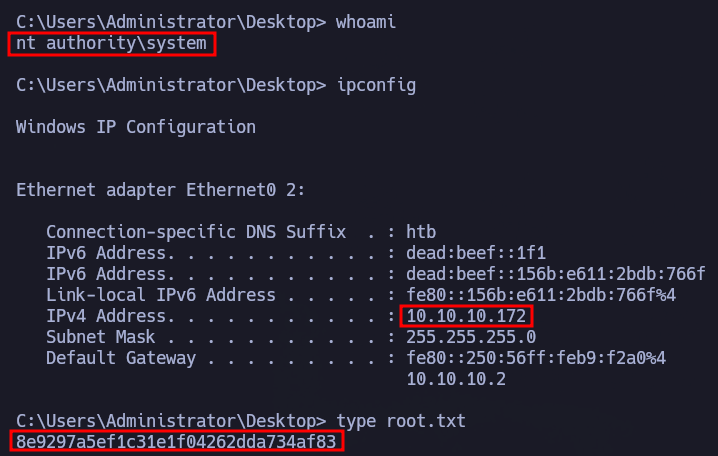 C:\Users\Administrator\Desktop> whoami
nt authority\system
C:\Users\Administrator\Desktop> ipconfig
Windows IP Configuration
Ethernet adapter Ethernet0 2:
Connection-specific DNS Suffix  . : htb
IPv6 Address. . . . . . . . . . . : dead:beef::1f1
IPv6 Address. . . . . . . . . . . : dead:beef::156b:e611:2bdb:766f
Link-local IPv6 Address . . . . . : fe80::156b:e611:2bdb:766f%4
IPv4 Address. . . . . . . . . . . : 10.10.10.172
Subnet Mask . . . . . . . . . . . : 255.255.255.0
Default Gateway . . . . . . . . . : fe80::250:56ff:feb9:f2a0%4
10.10.10.2
C:\Users\Administrator\Desktop> type root.txt
8e9297a5ef1c31e1f04262dda734af83